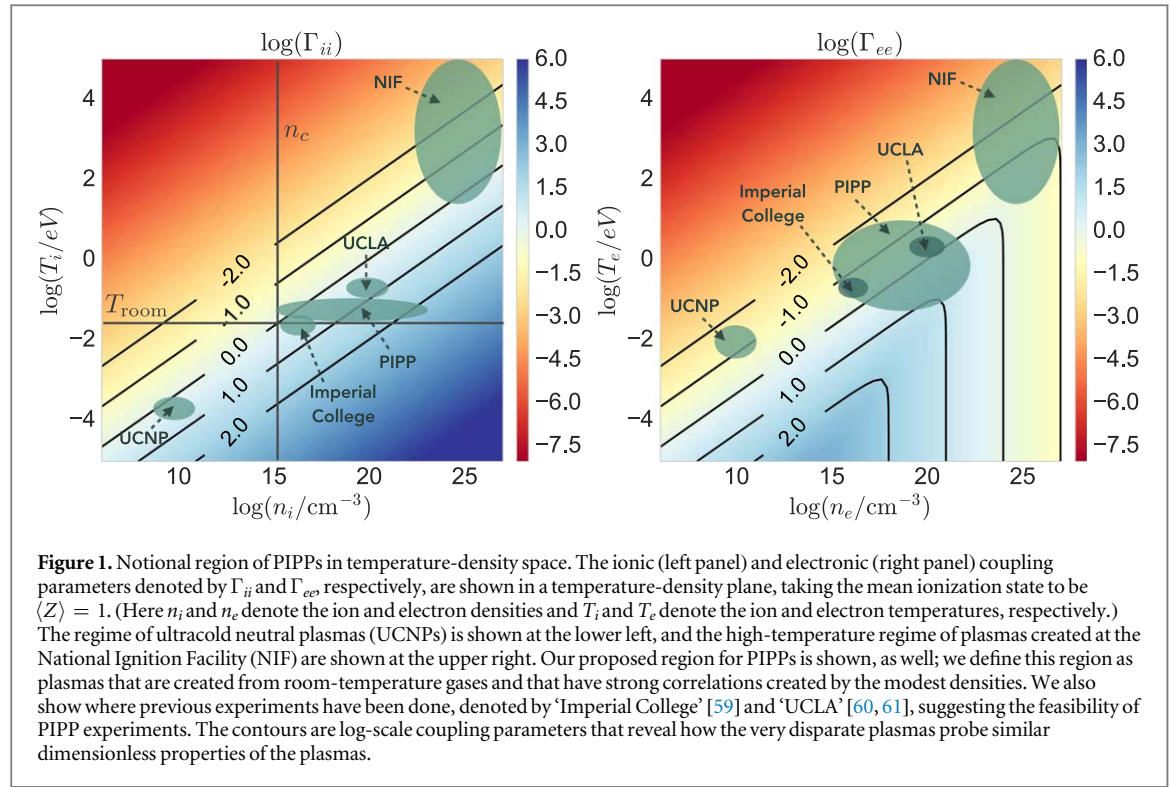 log(Γii)
NIF
nc
UCLA
Troom
PIPP
Imperial
College
UCNP
-2.0
-1.0
0.0
1.0
2.0
4
2
0
−2
−4
log(Ti/eV)
10
15
20
25
log(ni/cm−3)
6.0
4.5
3.0
1.5
0.0
−1.5
−3.0
−4.5
−6.0
−7.5
log(Γee)
NIF
UCLA
PIPP
Imperial
College
UCNP
-2.0
-1.0
0.0
1.0
2.0
4
2
0
−2
−4
log(Te/eV)
10
15
20
25
log(ne/cm−3)
6.0
4.5
3.0
1.5
0.0
−1.5
−3.0
−4.5
−6.0
−7.5
Figure 1. Notional region of PIPPs in temperature-density space. The ionic (left panel) and electronic (right panel) coupling
parameters denoted by Γii and Γee, respectively, are shown in a temperature-density plane, taking the mean ionization state to be
⟨Z⟩ = 1. (Here ni and ne denote the ion and electron densities and Ti and Te denote the ion and electron temperatures, respectively.)
The regime of ultracold neutral plasmas (UCNPs) is shown at the lower left, and the high-temperature regime of plasmas created at the
National Ignition Facility (NIF) are shown at the upper right. Our proposed region for PIPPs is shown, as well; we define this region as
plasmas that are created from room-temperature gases and that have strong correlations created by the modest densities. We also
show where previous experiments have been done, denoted by ‘Imperial College’ [59] and ‘UCLA’ [60, 61], suggesting the feasibility of
PIPP experiments. The contours are log-scale coupling parameters that reveal how the very disparate plasmas probe similar
dimensionless properties of the plasmas.